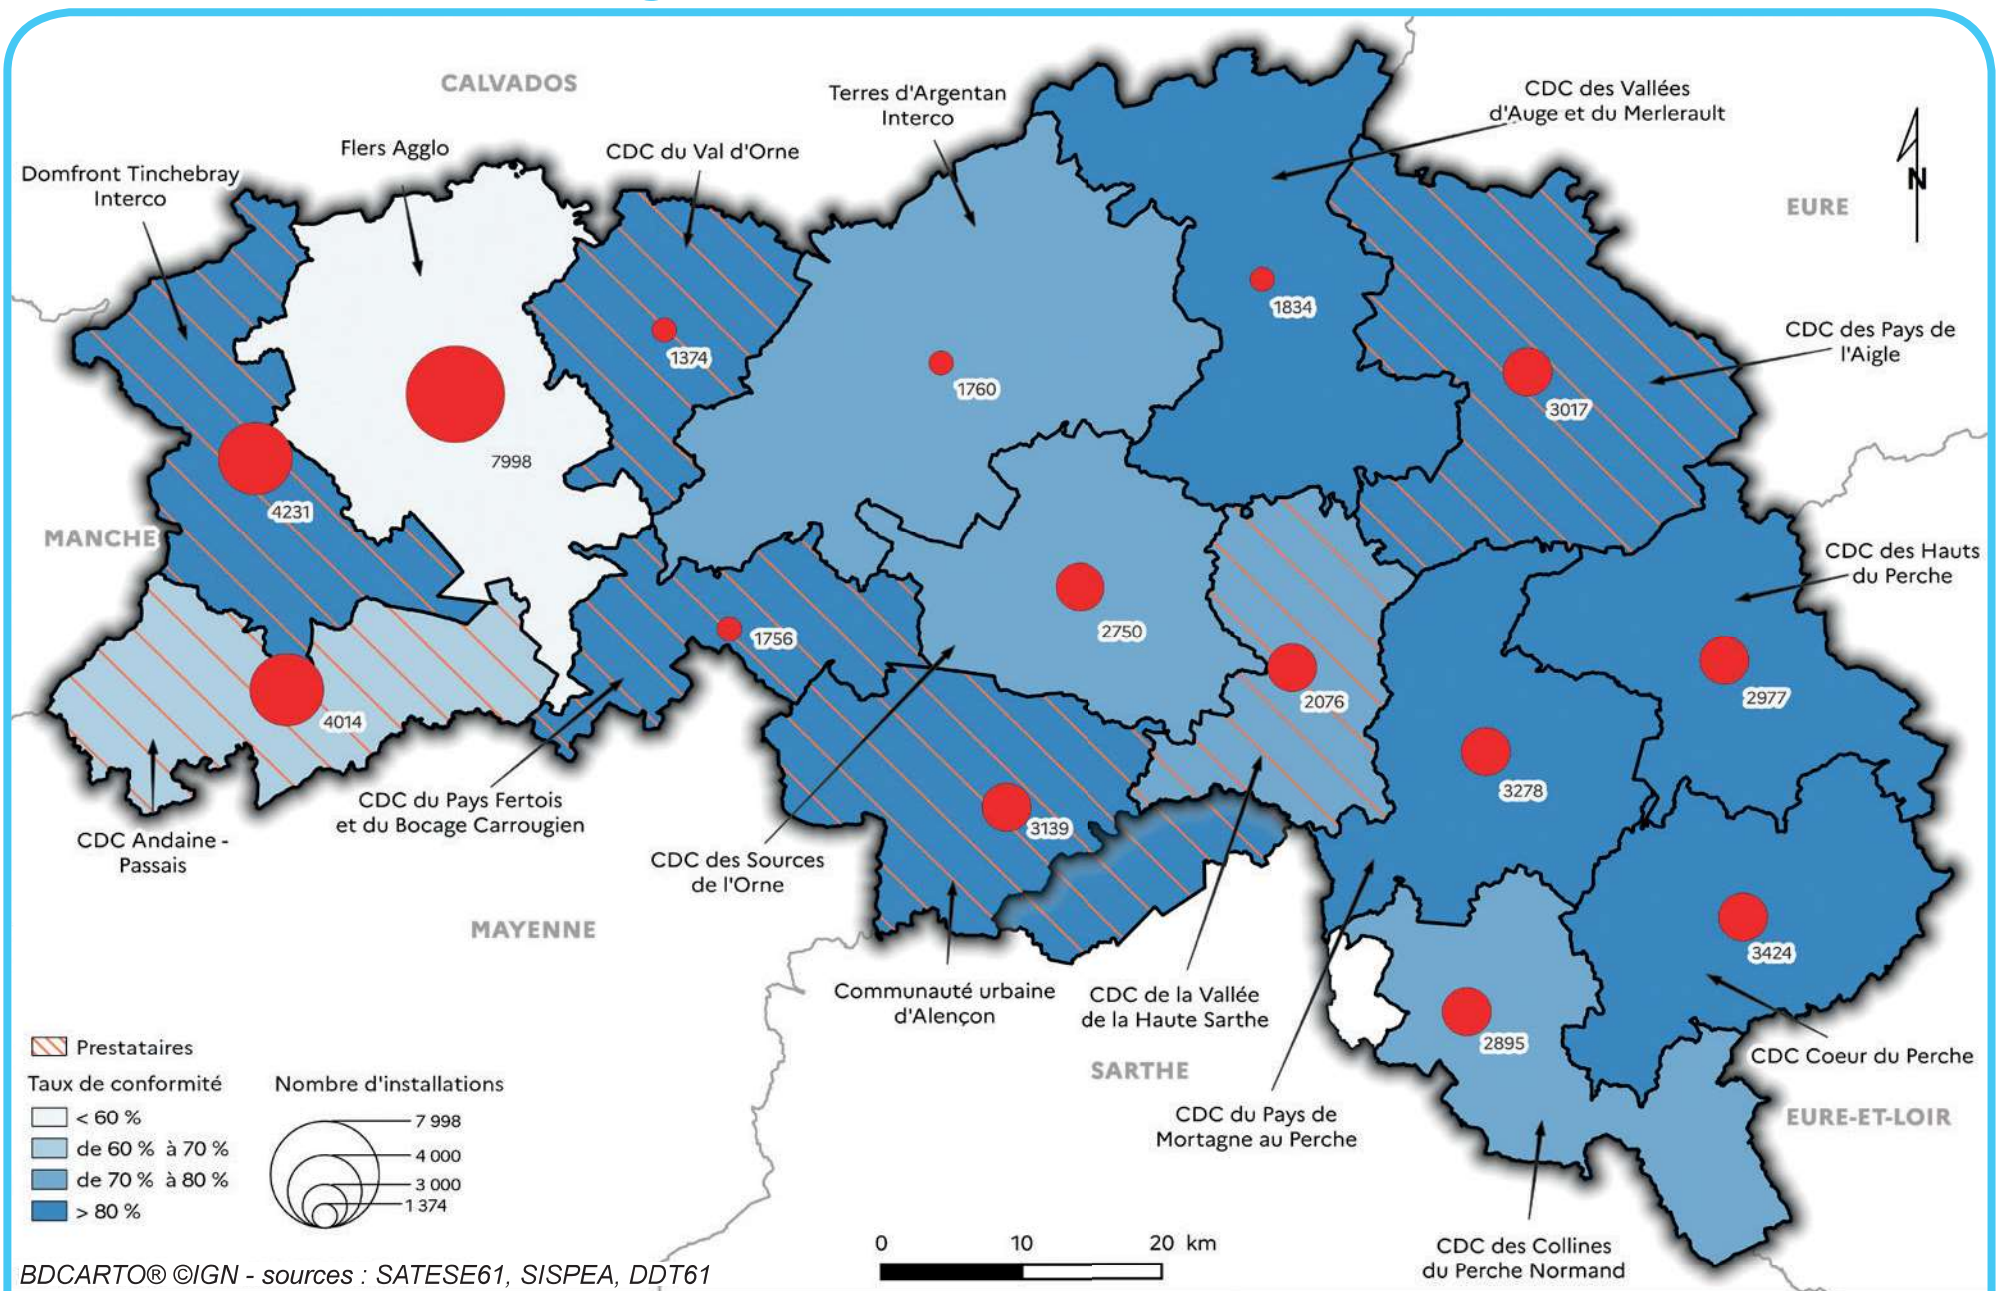 CALVADOS
Terres d'Argentan
Interco
CDC des Vallées
d'Auge et du Merlerault
Flers Agglo
CDC du Val d'Orne
Domfront Tinchebray
Interco
N
EURE
1834
CDC des Pays de
l'Aigle
1374
1760
3017
7998
4231
MANCHE
CDC des Hauts
du Perche
2750
1756
2076
2977
4014
3278
CDC du Pays Fertois
et du Bocage Carrougien
3139
CDC Andaine -
Passais
CDC des Sources
de l'Orne
MAYENNE
3424
Communauté urbaine
d'Alençon
CDC de la Vallée
de la Haute Sarthe
2895
CDC Coeur du Perche
SARTHE
CDC du Pays de
Mortagne au Perche
EURE-ET-LOIR
CDC des Collines
du Perche Normand
Prestataires
Taux de conformité
< 60 %
de 60 % à 70 %
de 70 % à 80 %
> 80 %
Nombre d'installations
7 998
4 000
3 000
1 374
0 10 20 km
BDCARTO® ©IGN - sources : SATESE61, SISPEA, DDT61